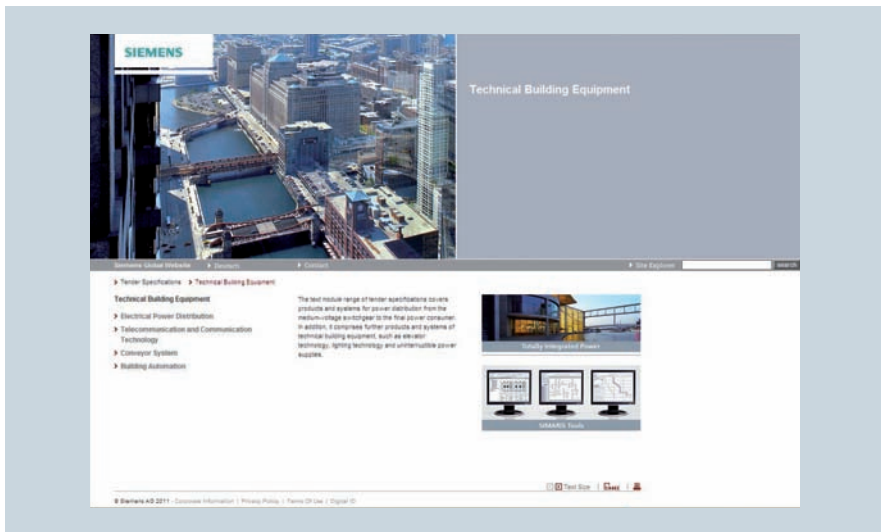 SIEMENS
Technical Building Equipment
Siemens Global Website
Deutsch
Contact
Site Explorer
search
Tender Specifications
Technical Building Equipment
Technical Building Equipment
Electrical Power Distribution
Telecommunication and Communication
Technology
Conveyor System
Building Automation
The text module range of tender specifications covers
products and systems for power distribution from the
medium-voltage switchgear to the final power consumer.
In addition, it comprises further products and systems of
technical building equipment, such as elevator
technology, lighting technology and uninterruptible power
supplies.
Totally Integrated Power
SIMARIS Tools
Text Size |
|
© Siemens AG 2011 - Corporate Information | Privacy Policy | Terms Of Use | Digital ID